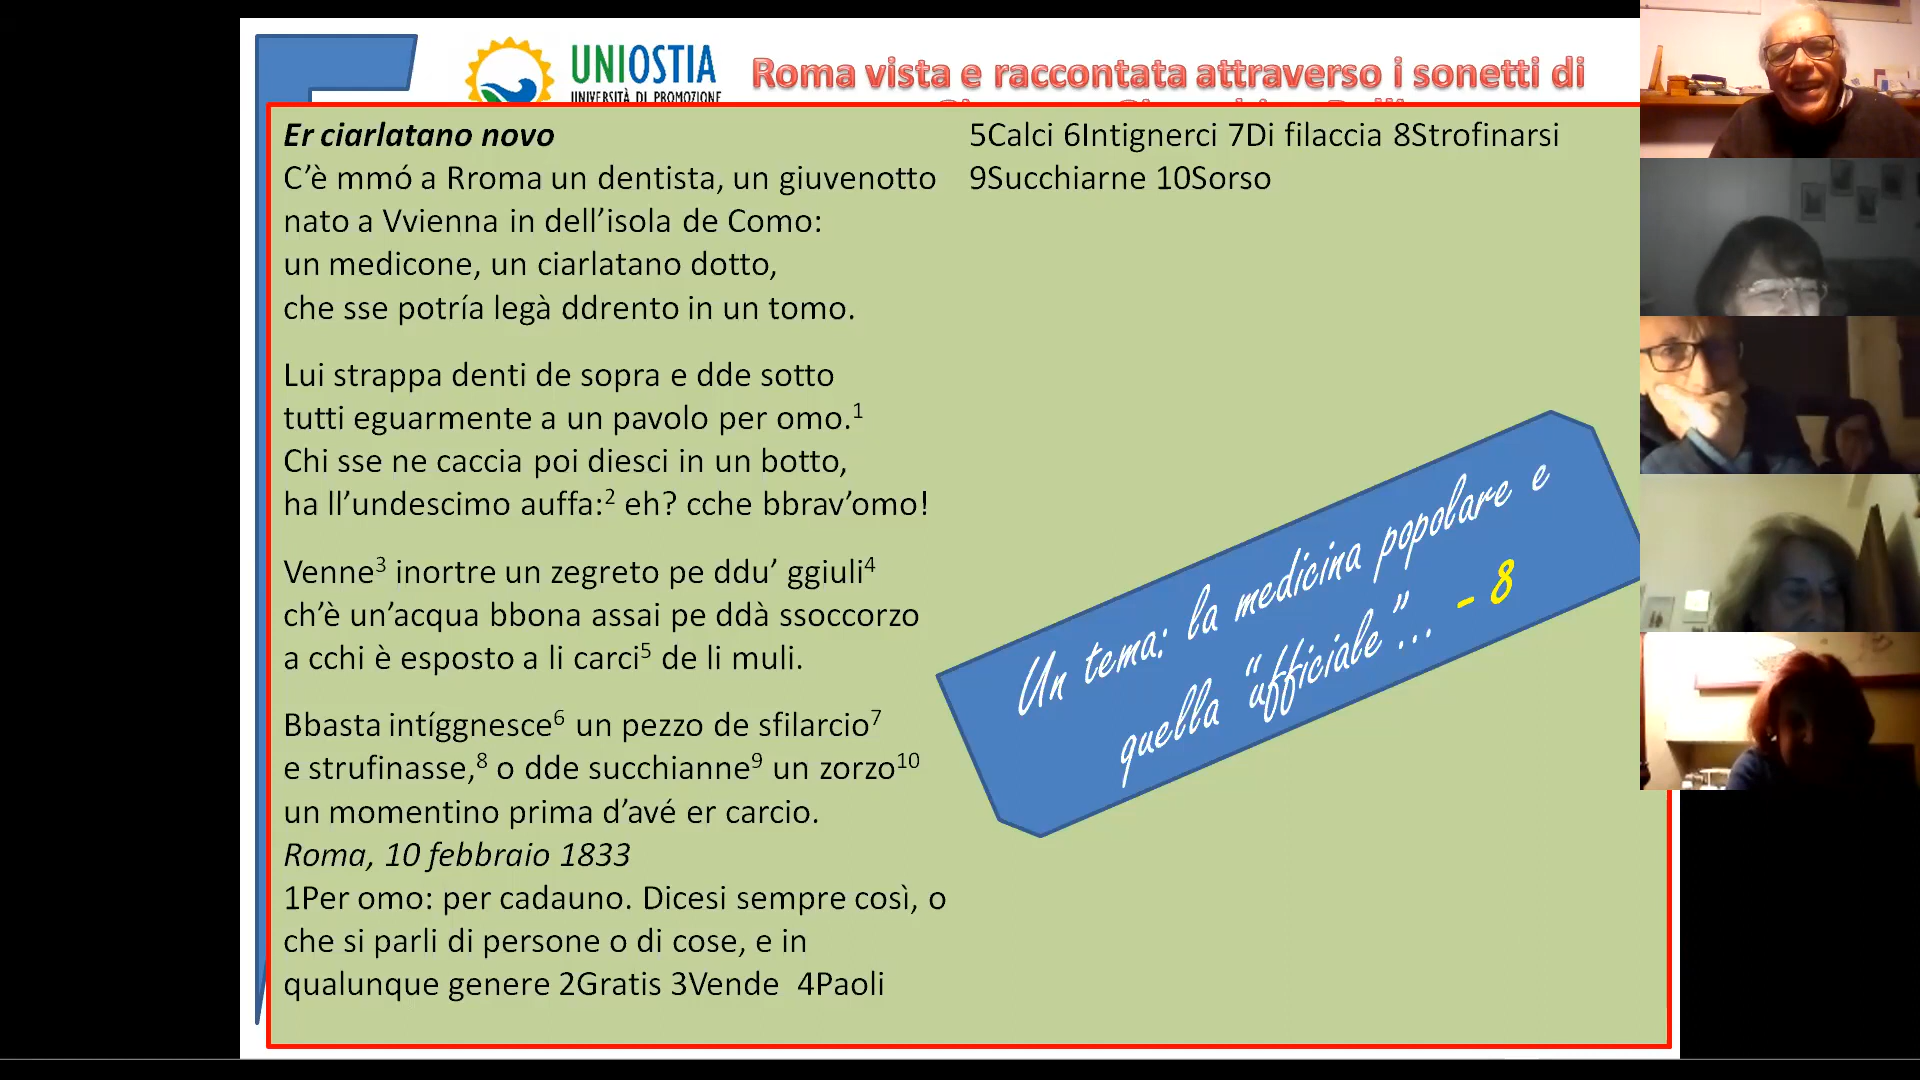 UNIOSTIA
UNIVERSITÀ DI PROMOZIONE
Roma vista e raccontata attraverso i sonetti di
Er ciarlatano novo
C’è mmó a Rroma un dentista, un giuvenotto
nato a Vvienna in dell’isola de Como:
un medicone, un ciarlatano dotto,
che sse potría legà ddrento in un tomo.
Lui strappa denti de sopra e dde sotto
tutti eguarmente a un pavolo per omo.1
Chi sse ne caccia poi diesci in un botto,
ha ll’undescimo auffa:2 eh? cche bbrav’omo!
Venne3 inortre un zegreto pe ddu’ ggiuli4
ch’è un’acqua bbona assai pe ddà ssoccorzo
a cchi è esposto a li carci5 de li muli.
Bbasta intíggnesce6 un pezzo de sfilarcio7
e strufinasse,8 o dde succhianne9 un zorzo10
un momentino prima d’avé er carcio.
Roma, 10 febbraio 1833
1Per omo: per cadauno. Dicesi sempre così, o
che si parli di persone o di cose, e in
qualunque genere 2Gratis 3Vende 4Paoli
5Calci 6Intignerci 7Di filaccia 8Strofinarsi
9Succhiarne 10Sorso
Un tema: la medicina popolare e
quella “ufficiale”... - 8